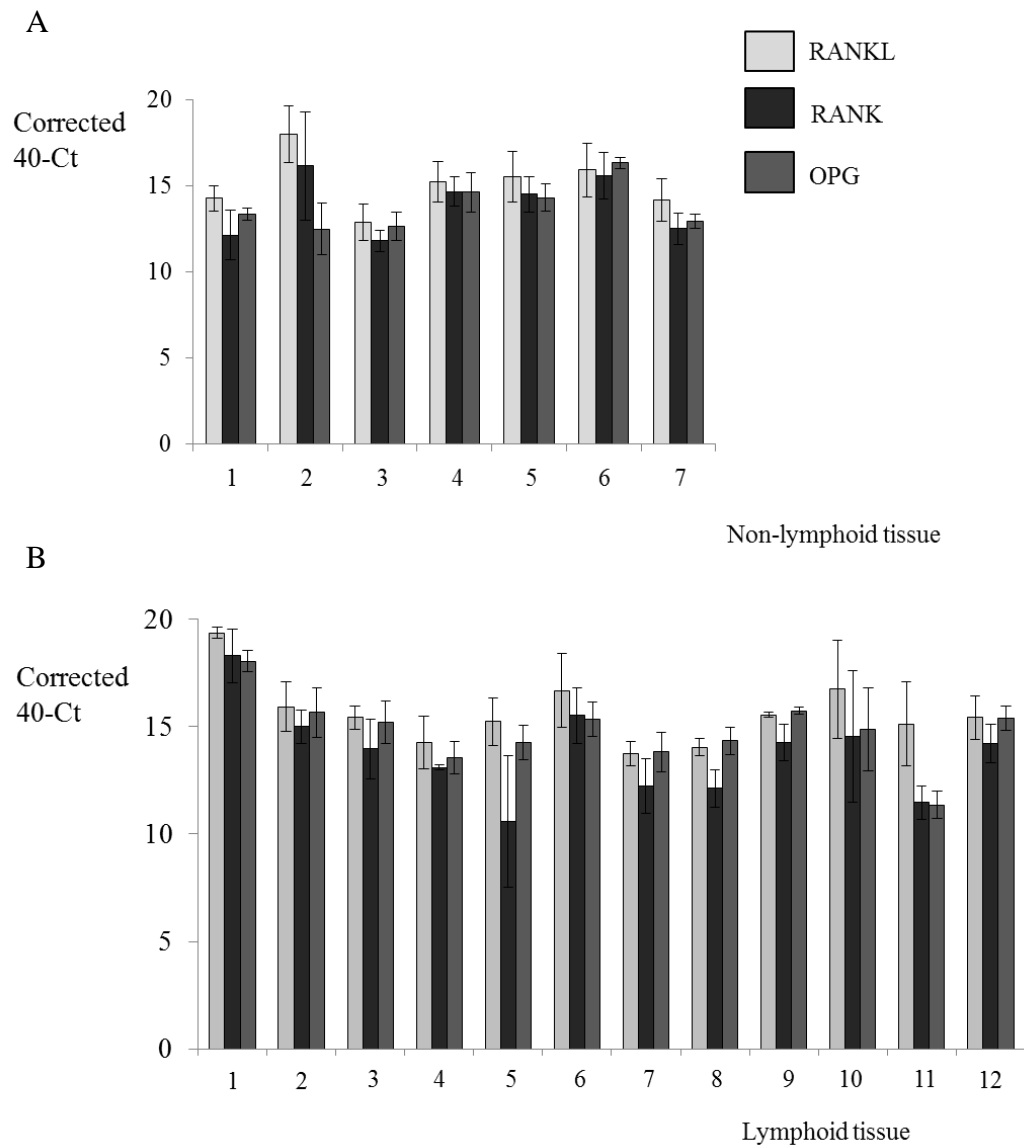 A
RANKL
RANK
OPG
Corrected
40-Ct
20
15
10
5
0
1 2 3 4 5 6 7
Non-lymphoid tissue
B
Corrected
40-Ct
20
15
10
5
0
1 2 3 4 5 6 7 8 9 10 11 12
Lymphoid tissue